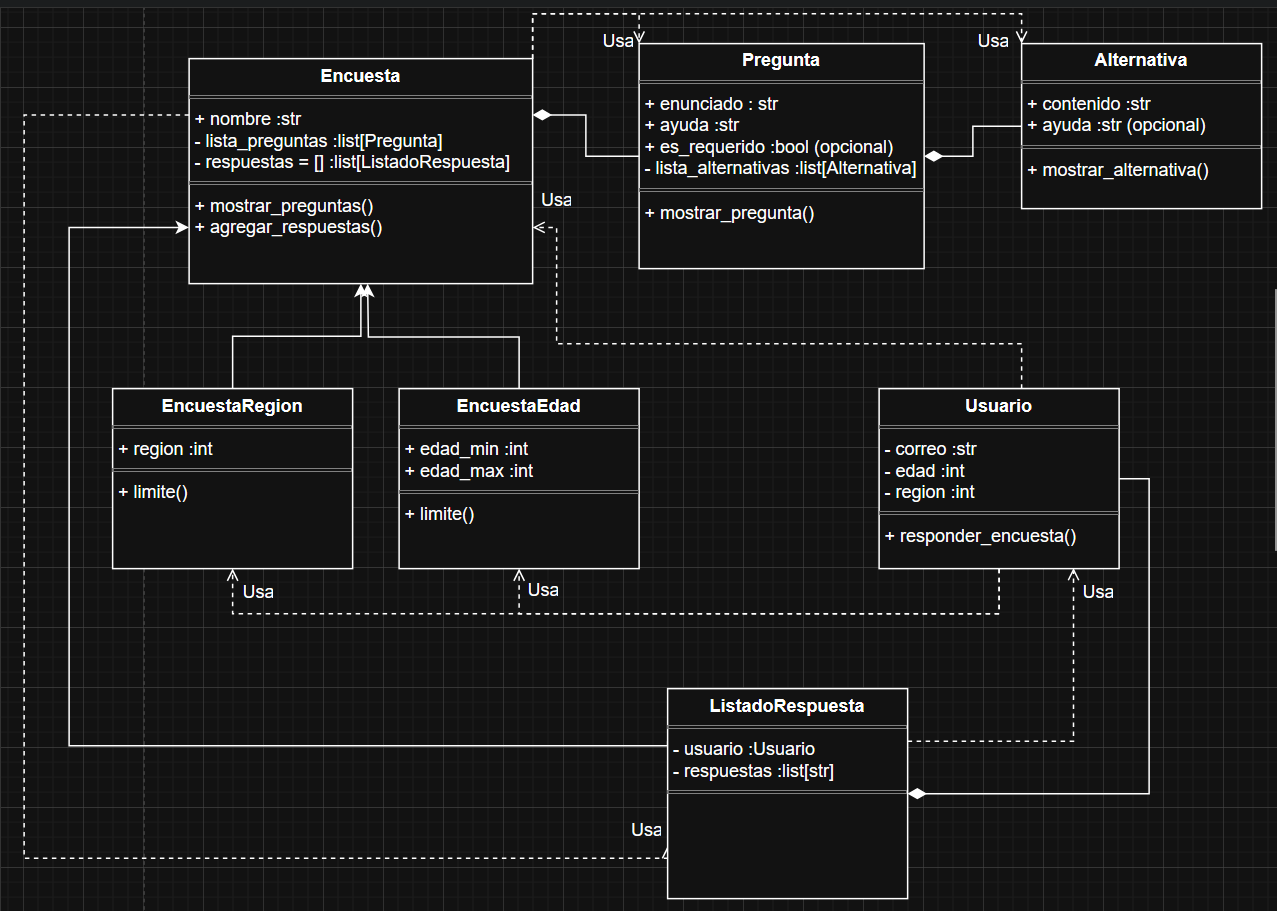 Usa
Usa
Encuesta
+ nombre :str
- lista_preguntas :list[Pregunta]
- respuestas = [] :list[ListadoRespuesta]
+ mostrar_preguntas()
+ agregar_respuestas()
Pregunta
+ enunciado : str
+ ayuda :str
+ es_requerido :bool (opcional)
- lista_alternativas :list[Alternativa]
+ mostrar_pregunta()
Alternativa
+ contenido :str
+ ayuda :str (opcional)
+ mostrar_alternativa()
Usa
EncuestaRegion
+ region :int
+ limite()
EncuestaEdad
+ edad_min :int
+ edad_max :int
+ limite()
Usuario
- correo :str
- edad :int
- region :int
+ responder_encuesta()
Usa
Usa
Usa
ListadoRespuesta
- usuario :Usuario
- respuestas :list[str]
Usa